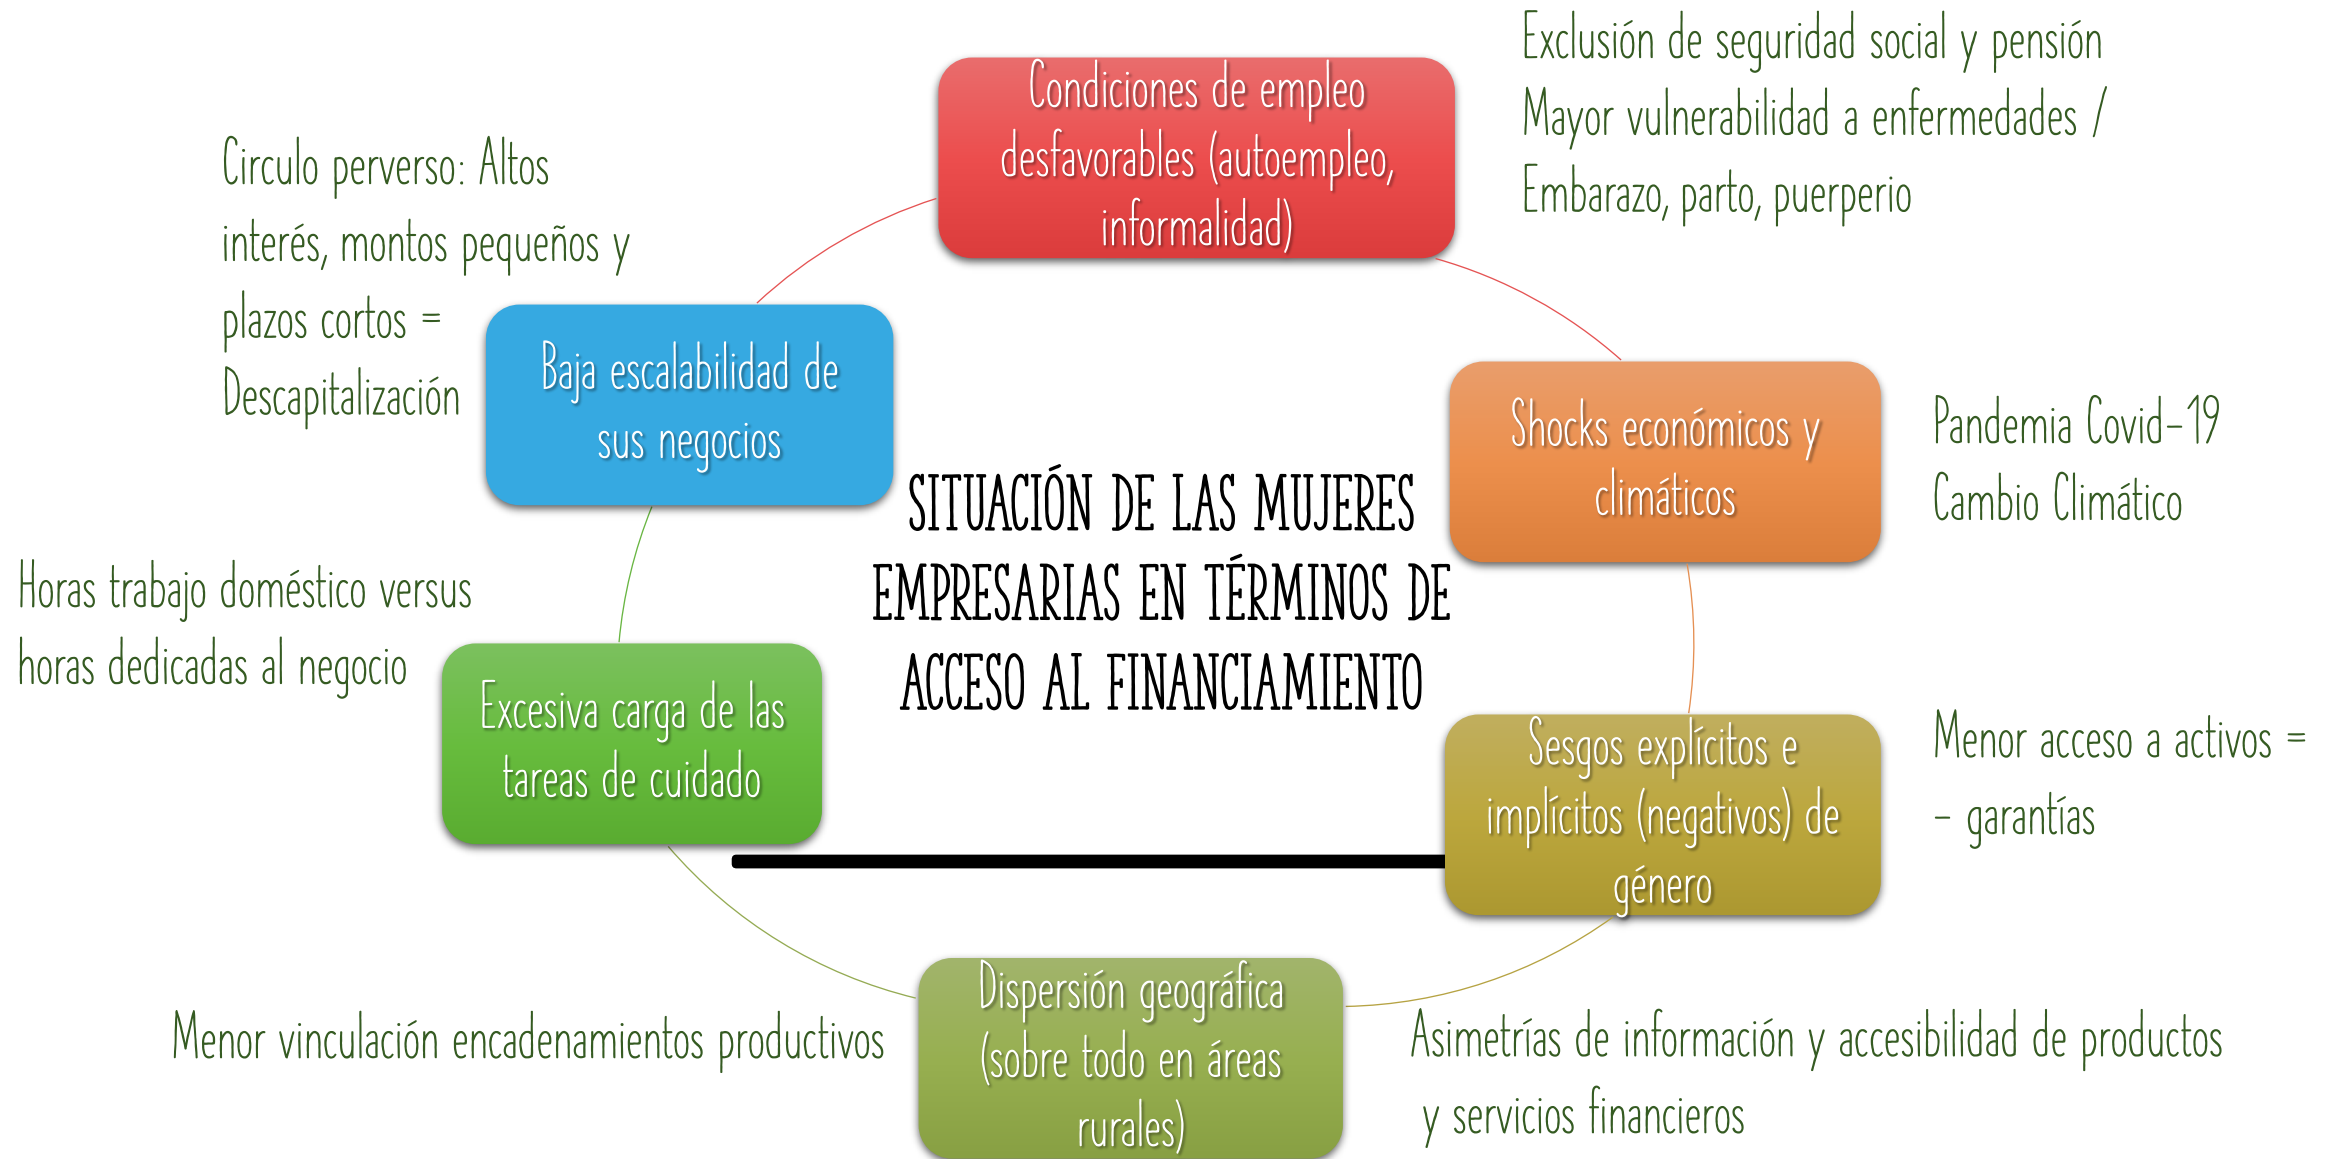 Exclusión de seguridad social y pensión
Mayor vulnerabilidad a enfermedades /
Embarazo, parto, puerperio
Condiciones de empleo
desfavorables (autoempleo,
informalidad)
Circulo perverso: Altos
interés, montos pequeños y
plazos cortos =
Descapitalización
Baja escalabilidad de
sus negocios
Shocks económicos y
climáticos
Pandemia Covid-19
Cambio Climático
SITUACIÓN DE LAS MUJERES
EMPRESARIAS EN TÉRMINOS DE
ACCESO AL FINANCIAMIENTO
Horas trabajo doméstico versus
horas dedicadas al negocio
Excesiva carga de las
tareas de cuidado
Sesgos explícitos e
implícitos (negativos) de
género
Menor acceso a activos =
- garantías
Menor vinculación encadenamientos productivos
Dispersión geográfica
(sobre todo en áreas
rurales)
Asimetrías de información y accesibilidad de productos
y servicios financieros